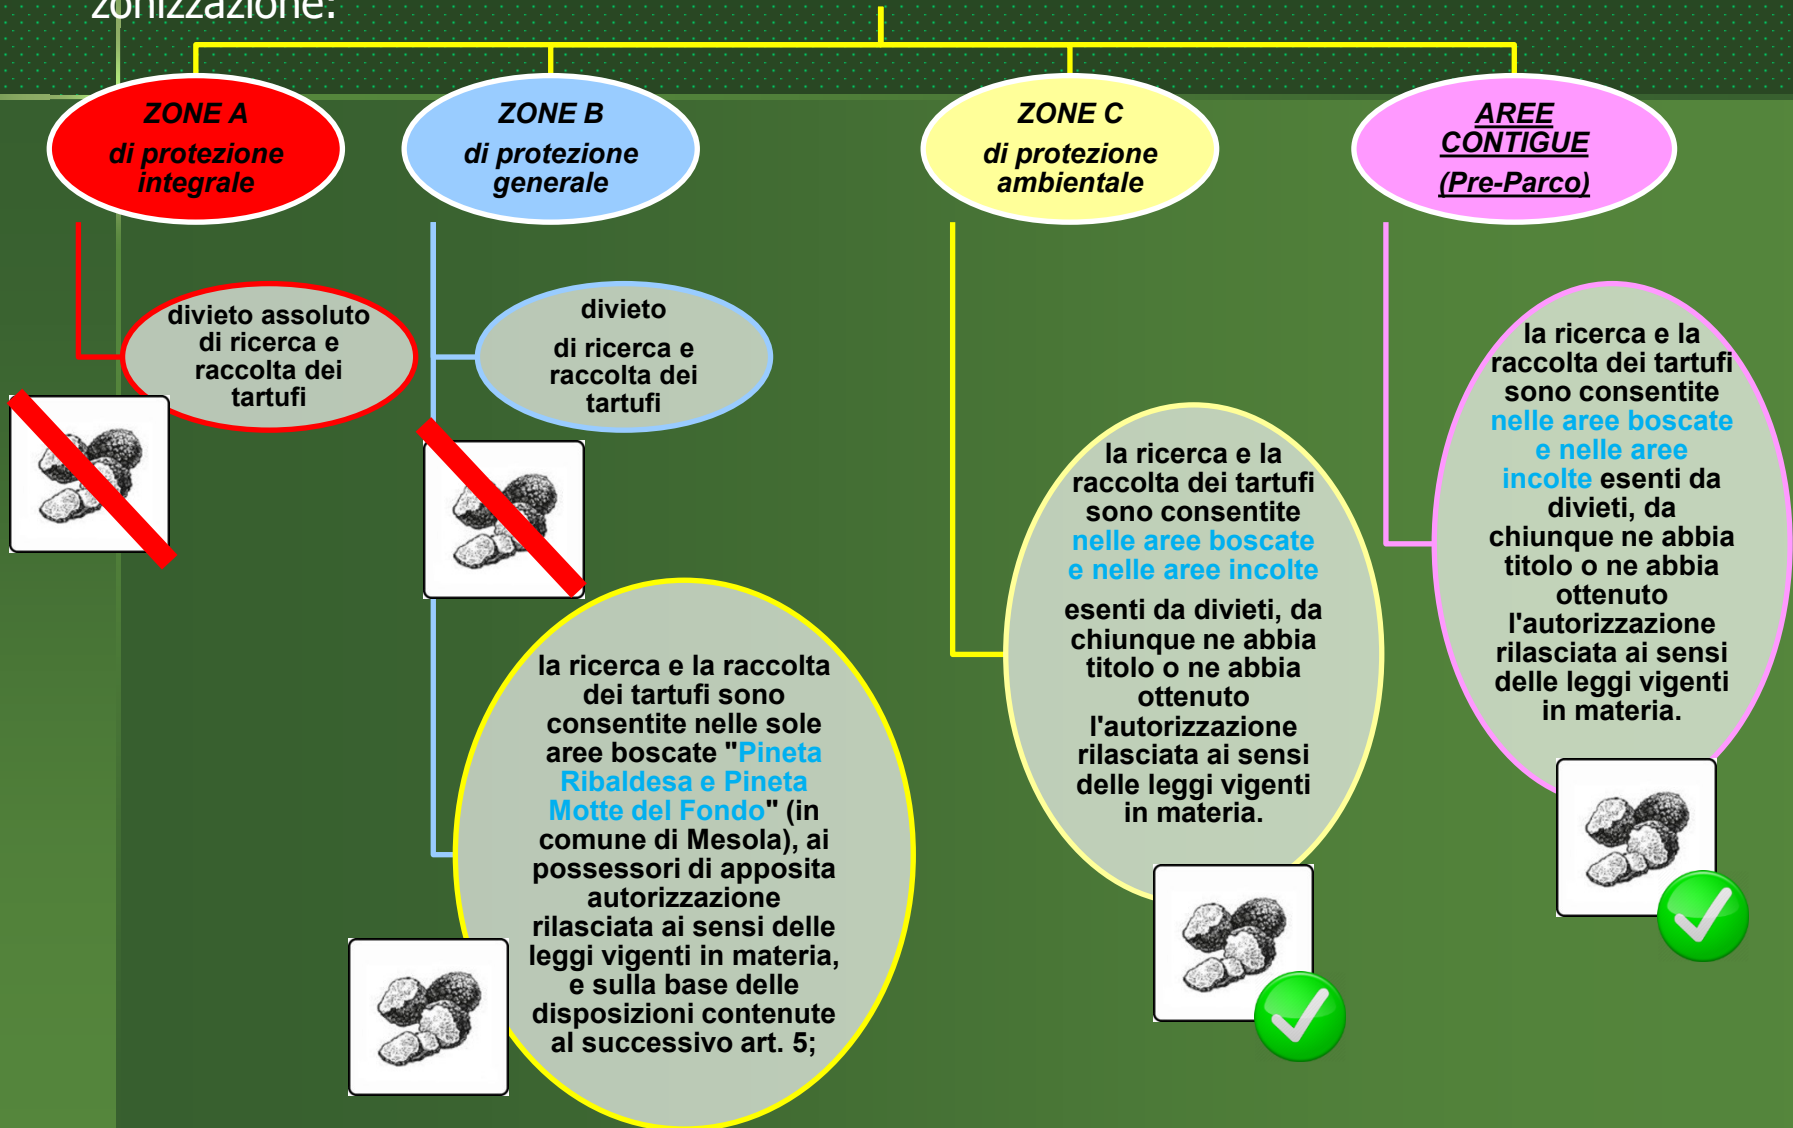 zonizzazione:
ZONE A
di protezione
integrale
ZONE B
di protezione
generale
ZONE C
di protezione
ambientale
AREE
CONTIGUE
(Pre-Parco)
divieto assoluto
di ricerca e
raccolta dei
tartufi
divieto
di ricerca e
raccolta dei
tartufi
la ricerca e la raccolta
dei tartufi sono
consentite nelle sole
aree boscate "Pineta
Ribaldesa e Pineta
Motte del Fondo" (in
comune di Mesola), ai
possessori di apposita
autorizzazione
rilasciata ai sensi delle
leggi vigenti in materia,
e sulla base delle
disposizioni contenute
al successivo art. 5;
la ricerca e la
raccolta dei tartufi
sono consentite
nelle aree boscate
e nelle aree incolte
esenti da divieti, da
chiunque ne abbia
titolo o ne abbia
ottenuto
l'autorizzazione
rilasciata ai sensi
delle leggi vigenti
in materia.
la ricerca e la
raccolta dei tartufi
sono consentite
nelle aree boscate
e nelle aree
incolte esenti da
divieti, da
chiunque ne abbia
titolo o ne abbia
ottenuto
l'autorizzazione
rilasciata ai sensi
delle leggi vigenti
in materia.